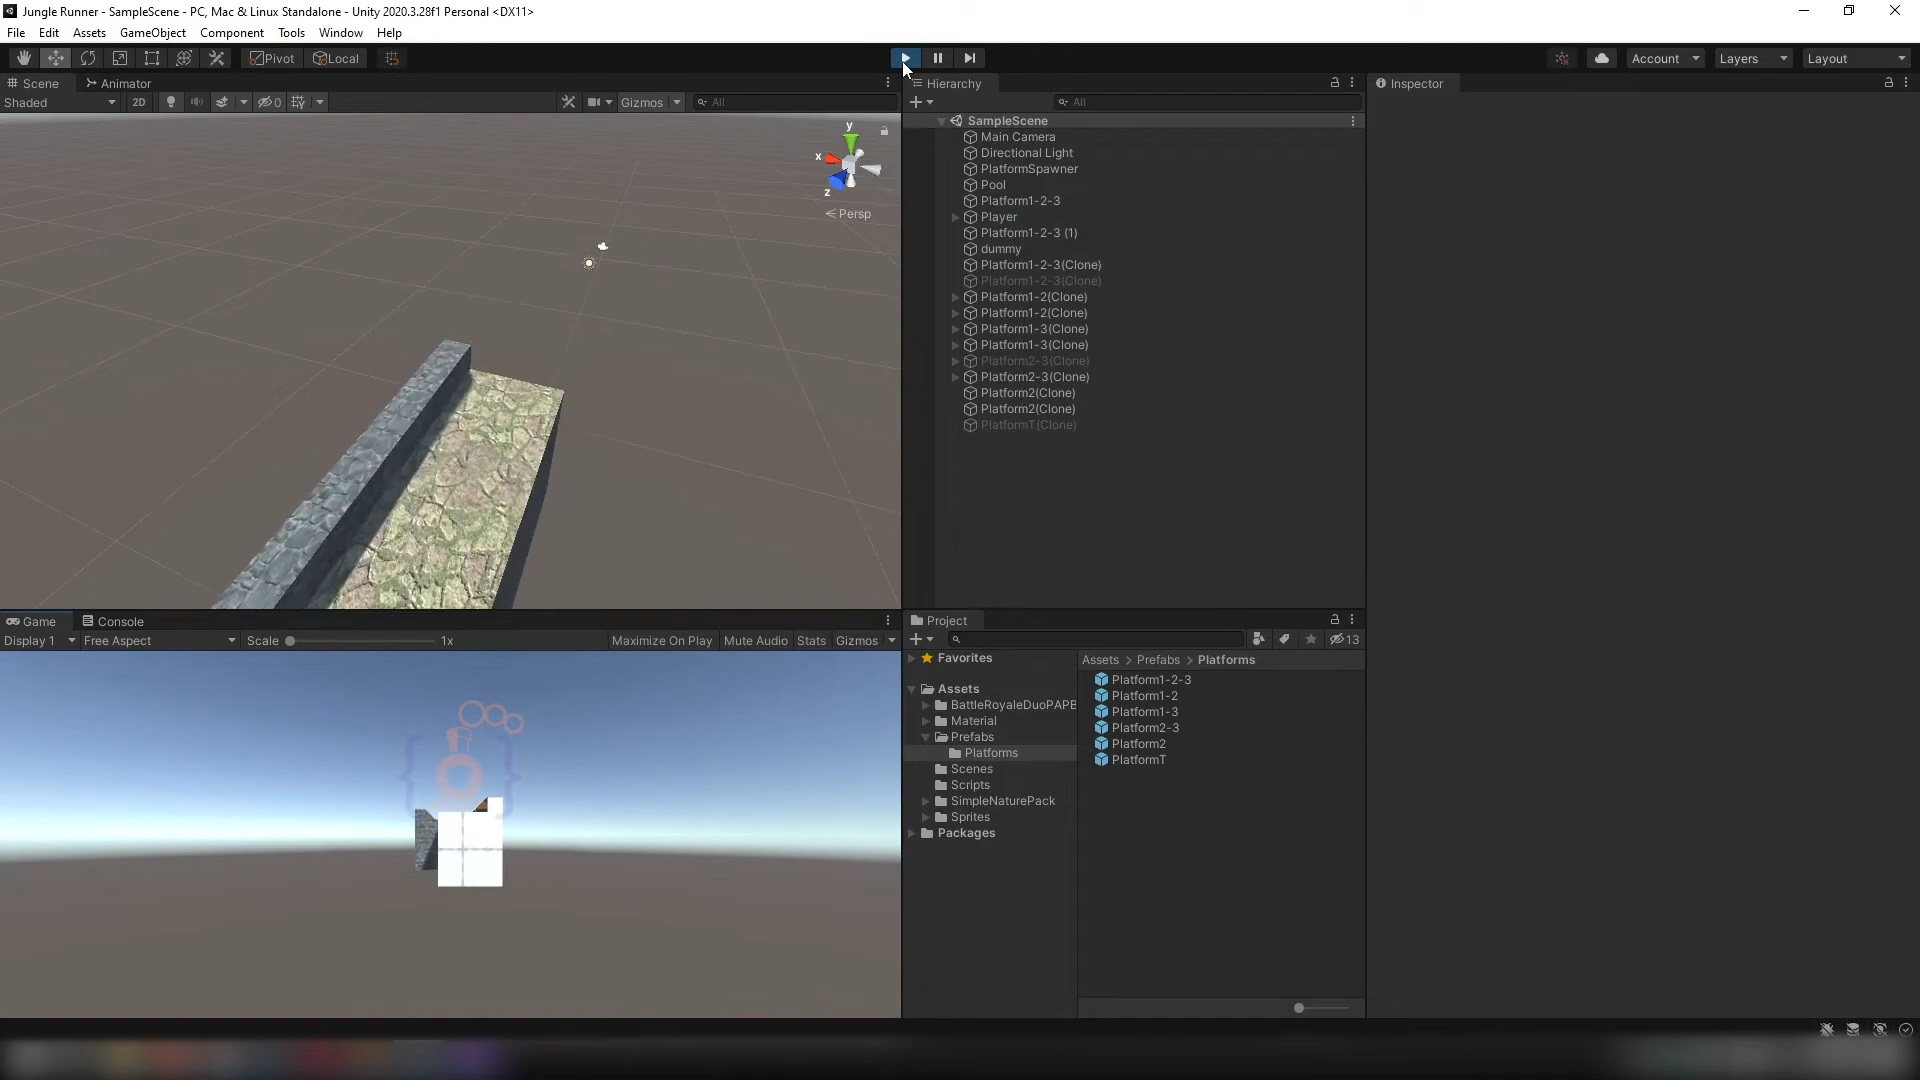 Jungle Runner - SampleScene - PC, Mac & Linux Standalone - Unity 2020.3.28f1 Personal <DX11>
File Edit Assets GameObject Component Tools Window Help
Pivot Local Account Layers Layout
Scene Animator
Shaded 2D 0 Gizmos All
y
x
z
Persp
Hierarchy
All
SampleScene
Main Camera
Directional Light
PlatformSpawner
Pool
Platform1-2-3
Player
Platform1-2-3 (1)
dummy
Platform1-2-3(Clone)
Platform1-2-3(Clone)
Platform1-2(Clone)
Platform1-2(Clone)
Platform1-3(Clone)
Platform1-3(Clone)
Platform2-3(Clone)
Platform2-3(Clone)
Platform2(Clone)
Platform2(Clone)
PlatformT(Clone)
Inspector
Game Console
Display 1 Free Aspect Scale 1x Maximize On Play Mute Audio Stats Gizmos
Project
13
Favorites
Assets
BattleRoyaleDuoPAPB
Material
Prefabs
Platforms
Scenes
Scripts
SimpleNaturePack
Sprites
Packages
Assets > Prefabs > Platforms
Platform1-2-3
Platform1-2
Platform1-3
Platform2-3
Platform2
PlatformT